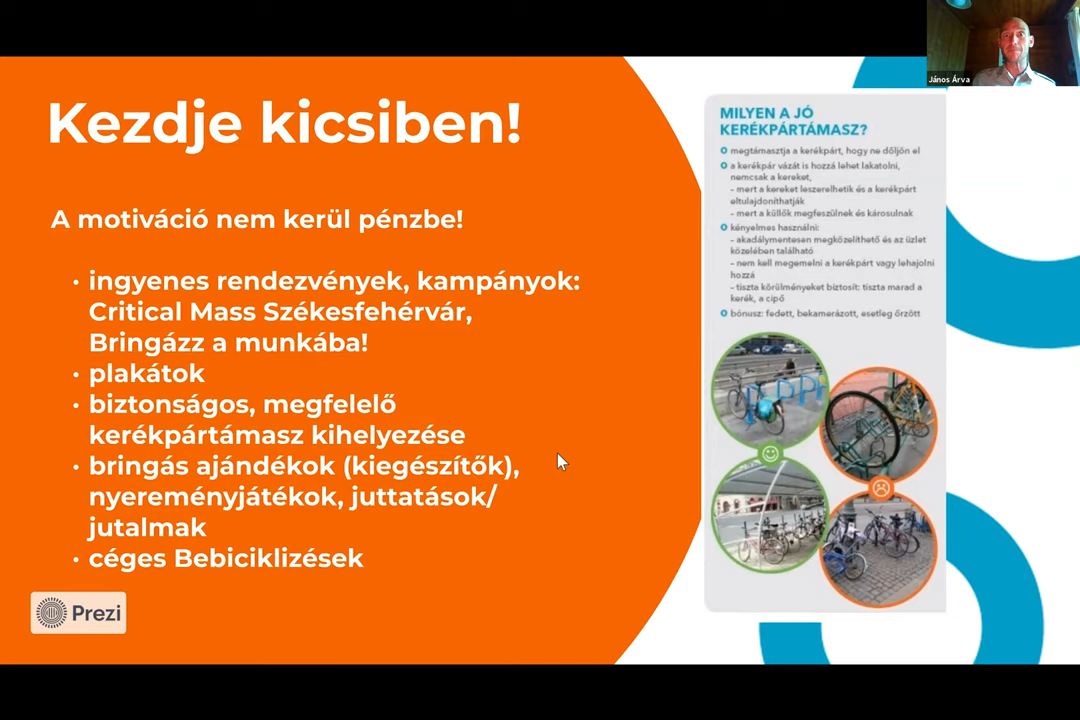 János Árva
Kezdje kicsiben!
A motiváció nem kerül pénzbe!
• ingyenes rendezvények, kampányok:
Critical Mass Székesfehérvár,
Bringázz a munkába!
• plakátok
• biztonságos, megfelelő
kerékpártámasz kihelyezése
• bringás ajándékok (kiegészítők),
nyereményjátékok, juttatások/
jutalmak
• céges Bebiciklizések
Prezi
MILYEN A JÓ
KERÉKPÁRTÁMASZ?
megtámasztja a kerékpárt, hogy ne dőljön el
a kerékpár vázát is hozzá lehet lakatolni,
nemcsak a kereket,
– mert a kereket leszerelhetik és a kerékpárt
eltulajdoníthatják
– mert a küllők megfeszülnek és károsulnak
kényelmes használni:
– akadálymentesen megközelíthető és az üzlet
közelében található
– nem kell megemelni a kerékpárt vagy lehajolni
hozzá
– tiszta körülményeket biztosít: tiszta marad a
kerék, a cipő
bónusz: fedett, bekamerázott, esetleg őrzött